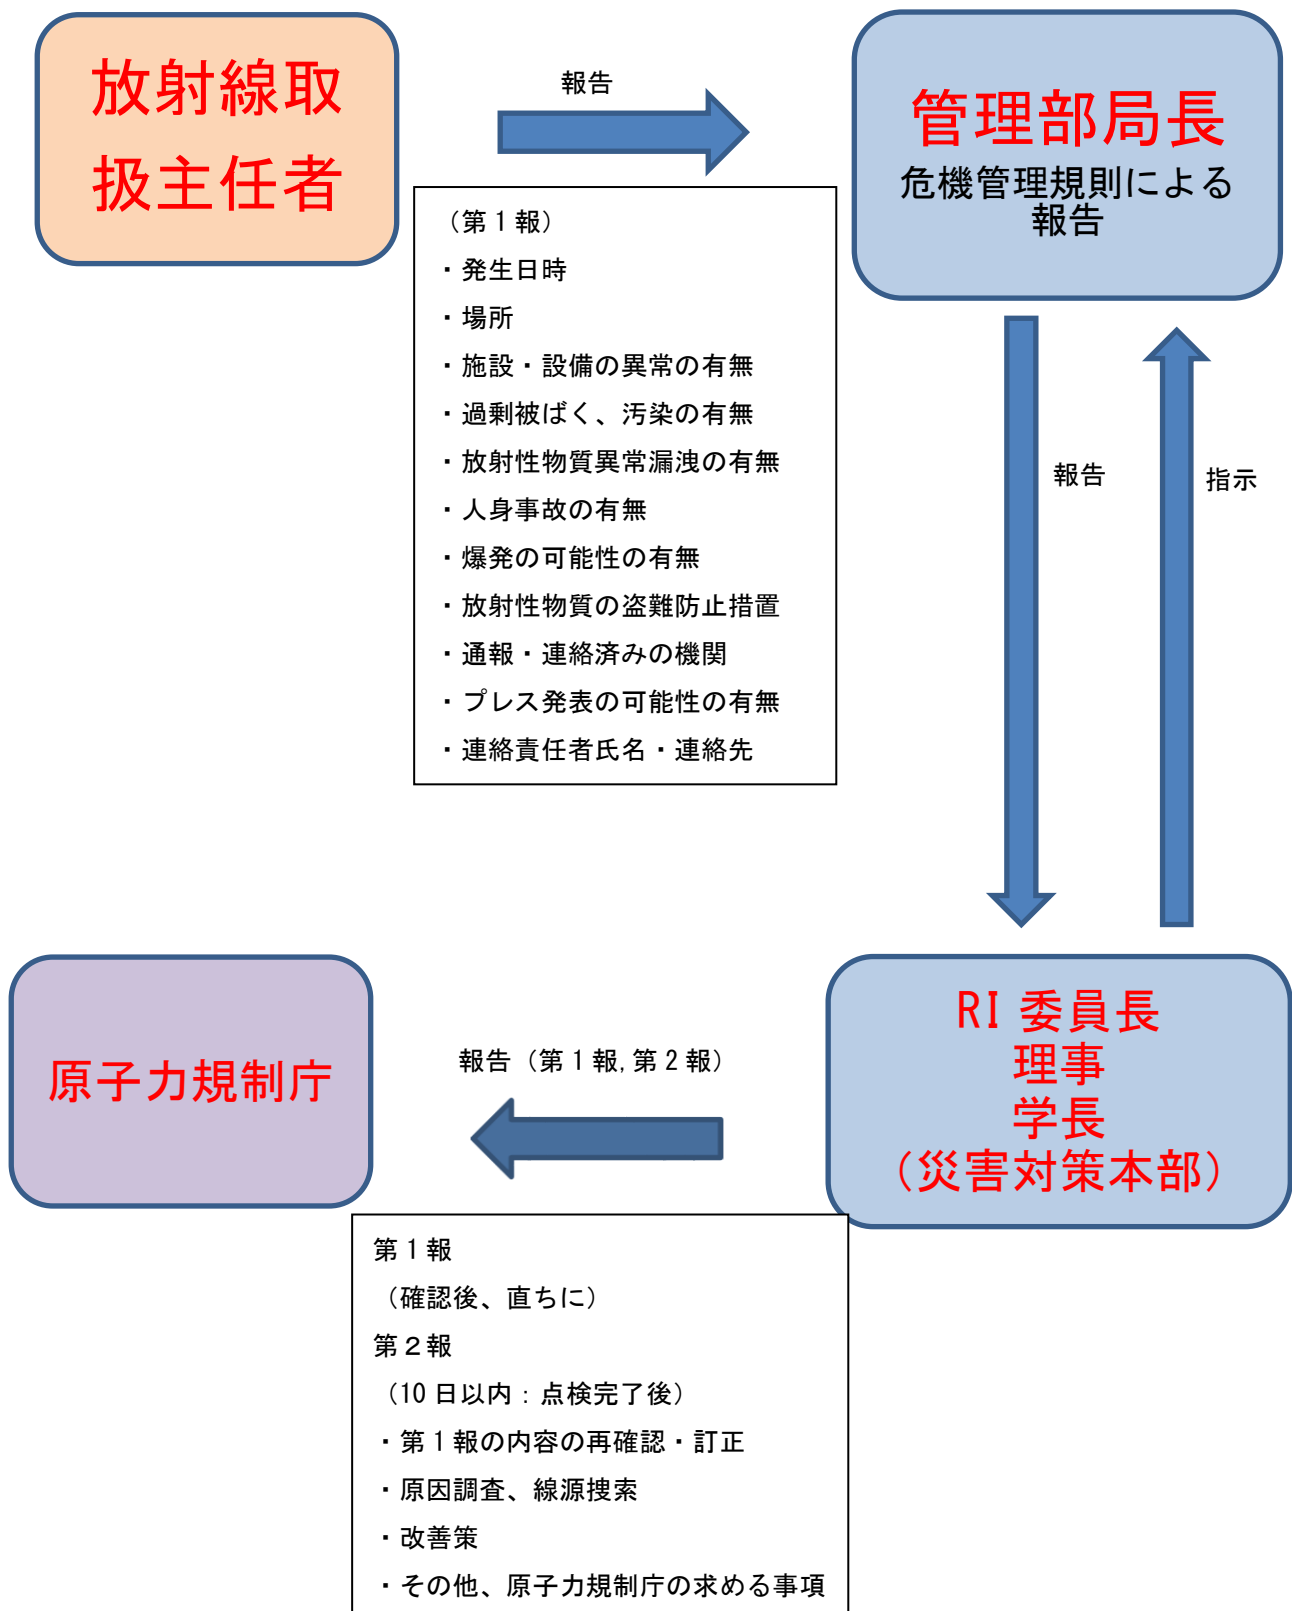 放射線取
扱主任者
報告
管理部局長
危機管理規則による
報告
（第１報）
・発生日時
・場所
・施設・設備の異常の有無
・過剰被ばく、汚染の有無
・放射性物質異常漏洩の有無
・人身事故の有無
・爆発の可能性の有無
・放射性物質の盗難防止措置
・通報・連絡済みの機関
・プレス発表の可能性の有無
・連絡責任者氏名・連絡先
報告
指示
原子力規制庁
報告（第１報,第２報）
RI 委員長
理事
学長
（災害対策本部）
第１報
（確認後、直ちに）
第２報
（10 日以内：点検完了後）
・第１報の内容の再確認・訂正
・原因調査、線源捜索
・改善策
・その他、原子力規制庁の求める事項